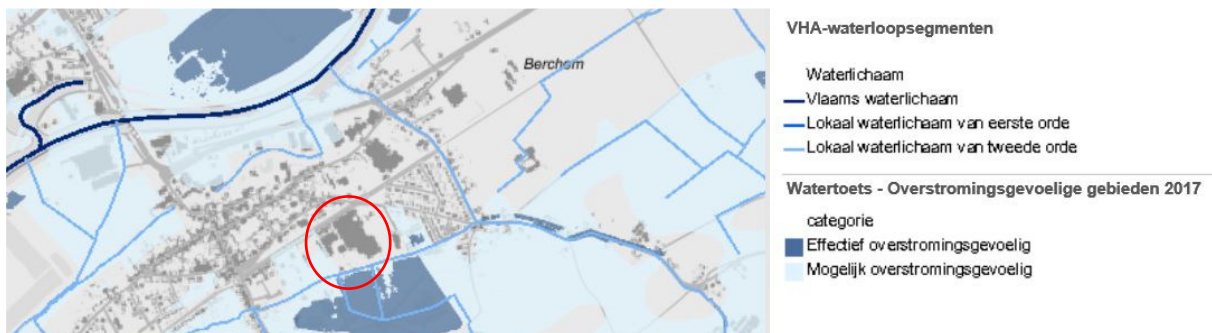 Berchem
VHA-waterloopsegmenten
Waterlichaam
Vlaams waterlichaam
Lokaal waterlichaam van eerste orde
Lokaal waterlichaam van tweede orde
Watertoets - Overstromingsgevoelige gebieden 2017
categorie
Effectief overstromingsgevoelig
Mogelijk overstromingsgevoelig